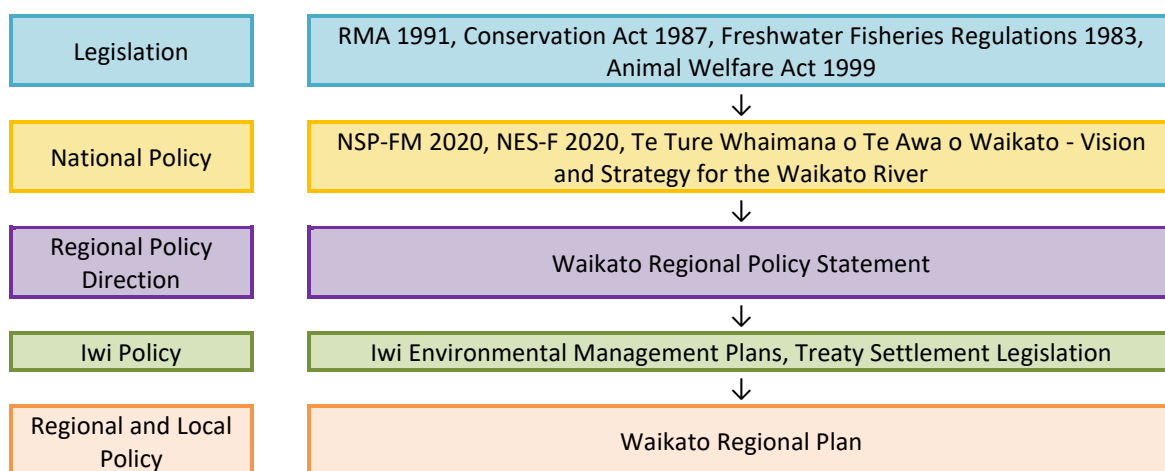 Legislation
RMA 1991, Conservation Act 1987, Freshwater Fisheries Regulations 1983,
Animal Welfare Act 1999
↓
National Policy
NSP-FM 2020, NES-F 2020, Te Ture Whaimana o Te Awa o Waikato - Vision
and Strategy for the Waikato River
↓
Regional Policy
Direction
Waikato Regional Policy Statement
↓
Iwi Policy
Iwi Environmental Management Plans, Treaty Settlement Legislation
↓
Regional and Local
Policy
Waikato Regional Plan